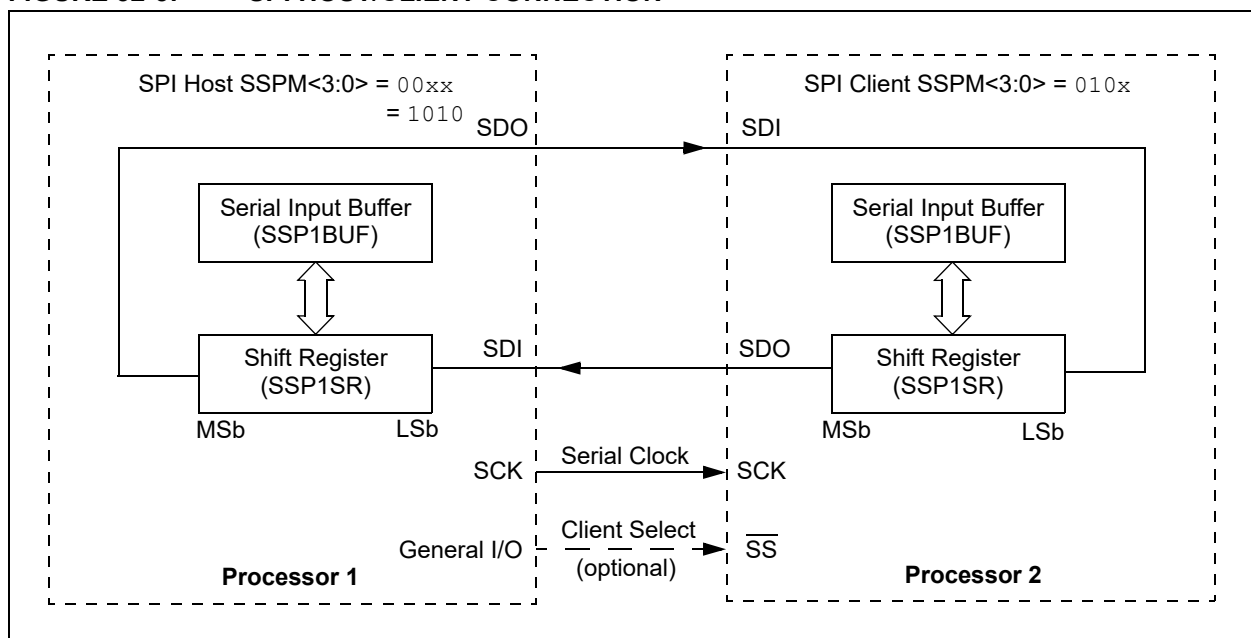 SPI Host SSPM<3:0> = 00xx
= 1010
SPI Client SSPM<3:0> = 010x
SDO
SDI
Serial Input Buffer
(SSP1BUF)
Serial Input Buffer
(SSP1BUF)
Shift Register
(SSP1SR)
SDI
SDO
Shift Register
(SSP1SR)
MSb
LSb
MSb
LSb
SCK
Serial Clock
SCK
General I/O
Client Select
(optional)
SS
Processor 1
Processor 2